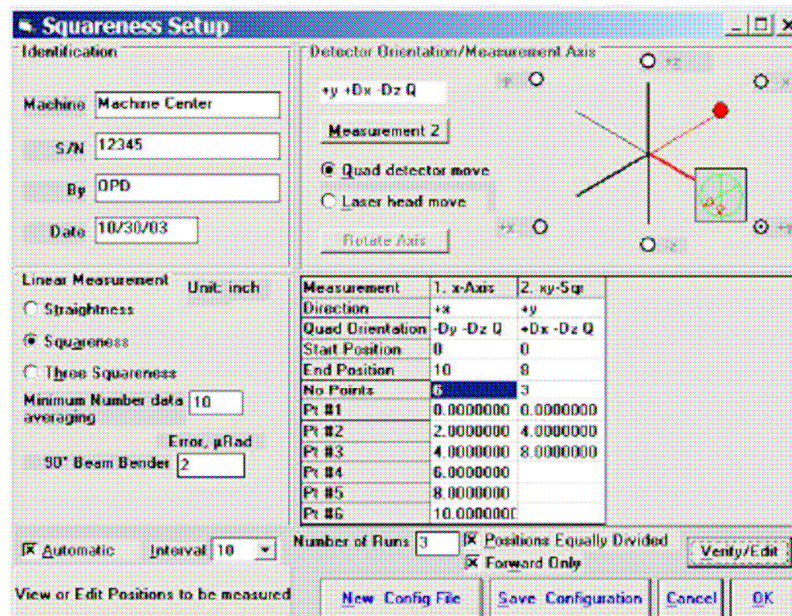 Squareness Setup
Identification
Machine Machine Center
S/N 12345
By OPD
Date 10/30/03
Detector Orientation/Measurement Axis
+y +Dx -Dz Q
Measurement 2
Quad detector move
Laser head move
Rotate Axis
+z
+x
-z
Linear Measurement Unit: inch
Straightness
Squareness
Three Squareness
Minimum Number data averaging 10
Error, µRad
90° Beam Bender 2
Measurement 1. x-Axis 2. xy-Sqr
Direction +x +y
Quad Orientation -Dy -Dz Q +Dx -Dz Q
Start Position 0 0
End Position 10 8
No Points 6 3
Pt #1 0.0000000 0.0000000
Pt #2 2.0000000 4.0000000
Pt #3 4.0000000 8.0000000
Pt #4 6.0000000
Pt #5 8.0000000
Pt #6 10.000000
Automatic Interval 10
Number of Runs 3
Positions Equally Divided
Forward Only
Verify/Edit
View or Edit Positions to be measured
New Config File
Save Configuration
Cancel
OK